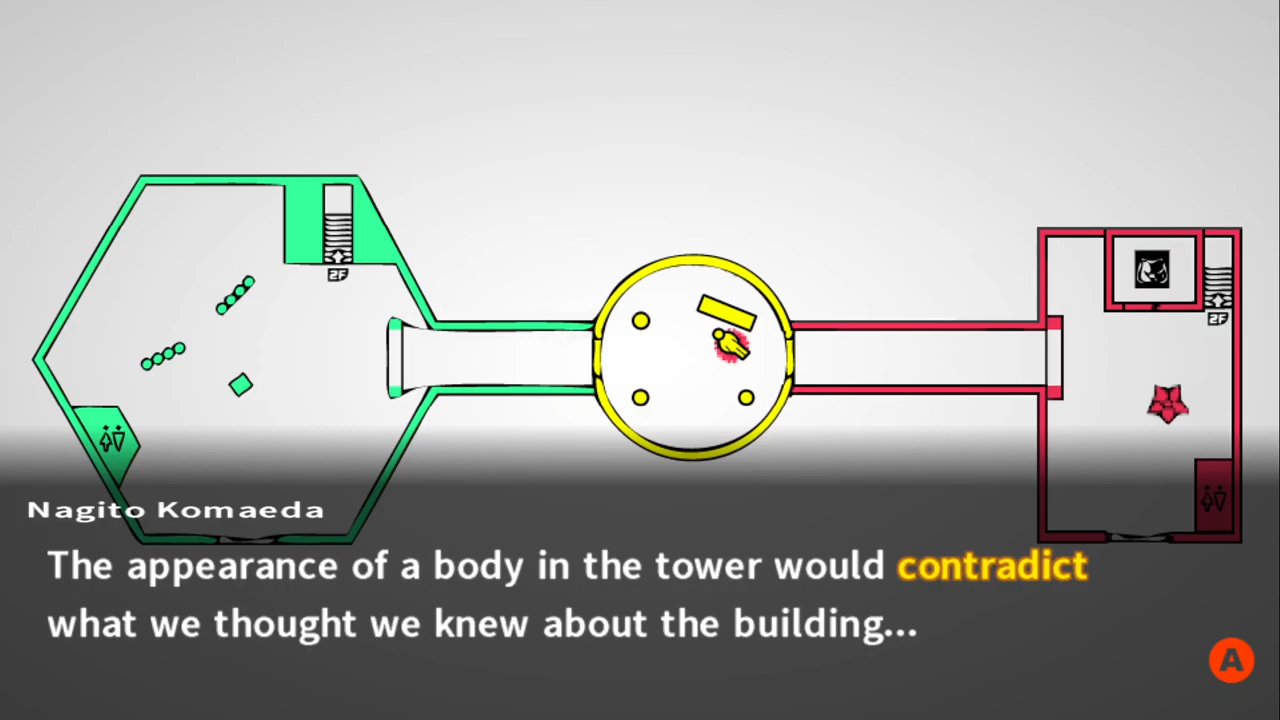 2F
2F
Nagito Komaeda
The appearance of a body in the tower would contradict
what we thought we knew about the building...
A